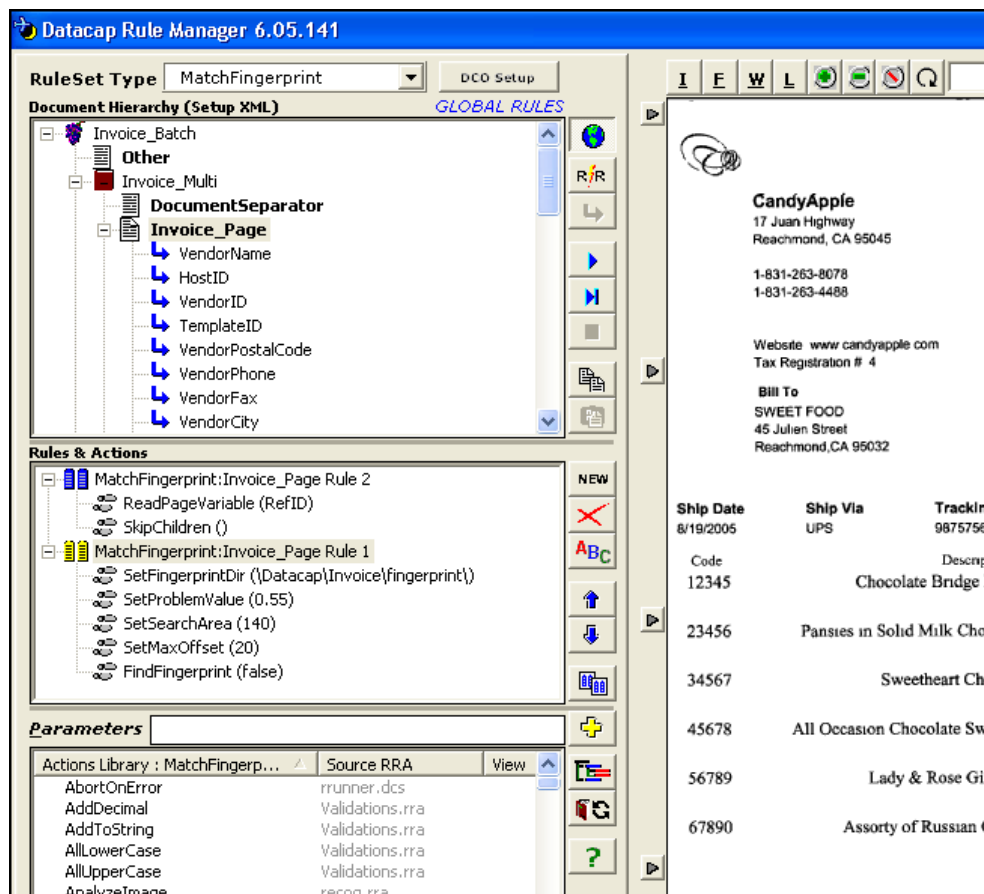 Datacap Rule Manager 6.05.141
RuleSet Type MatchFingerprint DCO Setup
Document Hierarchy (Setup XML) GLOBAL RULES
Invoice_Batch
Other
Invoice_Multi
DocumentSeparator
Invoice_Page
VendorName
HostID
VendorID
TemplateID
VendorPostalCode
VendorPhone
VendorFax
VendorCity
R/R
Rules & Actions
MatchFingerprint:Invoice_Page Rule 2
ReadPageVariable (RefID)
SkipChildren ()
MatchFingerprint:Invoice_Page Rule 1
SetFingerprintDir (\Datacap\Invoice\fingerprint\)
SetProblemValue (0.55)
SetSearchArea (140)
SetMaxOffset (20)
FindFingerprint (false)
NEW
ABC
Parameters
Actions Library : MatchFingerp... Source RRA View
AbortOnError rrunner.dcs
AddDecimal Validations.rra
AddToString Validations.rra
AllLowerCase Validations.rra
AllUpperCase Validations.rra
AnalyzeImage recog.rra
?
I F W L
CandyApple
17 Juan Highway
Reachmond, CA 95045
1-831-263-8078
1-831-263-4488
Website www candyapple com
Tax Registration # 4
Bill To
SWEET FOOD
45 Julien Street
Reachmond,CA 95032
Ship Date Ship Via Trackin
8/19/2005 UPS 9875756
Code Descrip
12345 Chocolate Bridge
23456 Pansies in Solid Milk Cho
34567 Sweetheart Ch
45678 All Occasion Chocolate Sw
56789 Lady & Rose Gi
67890 Assorty of Russian